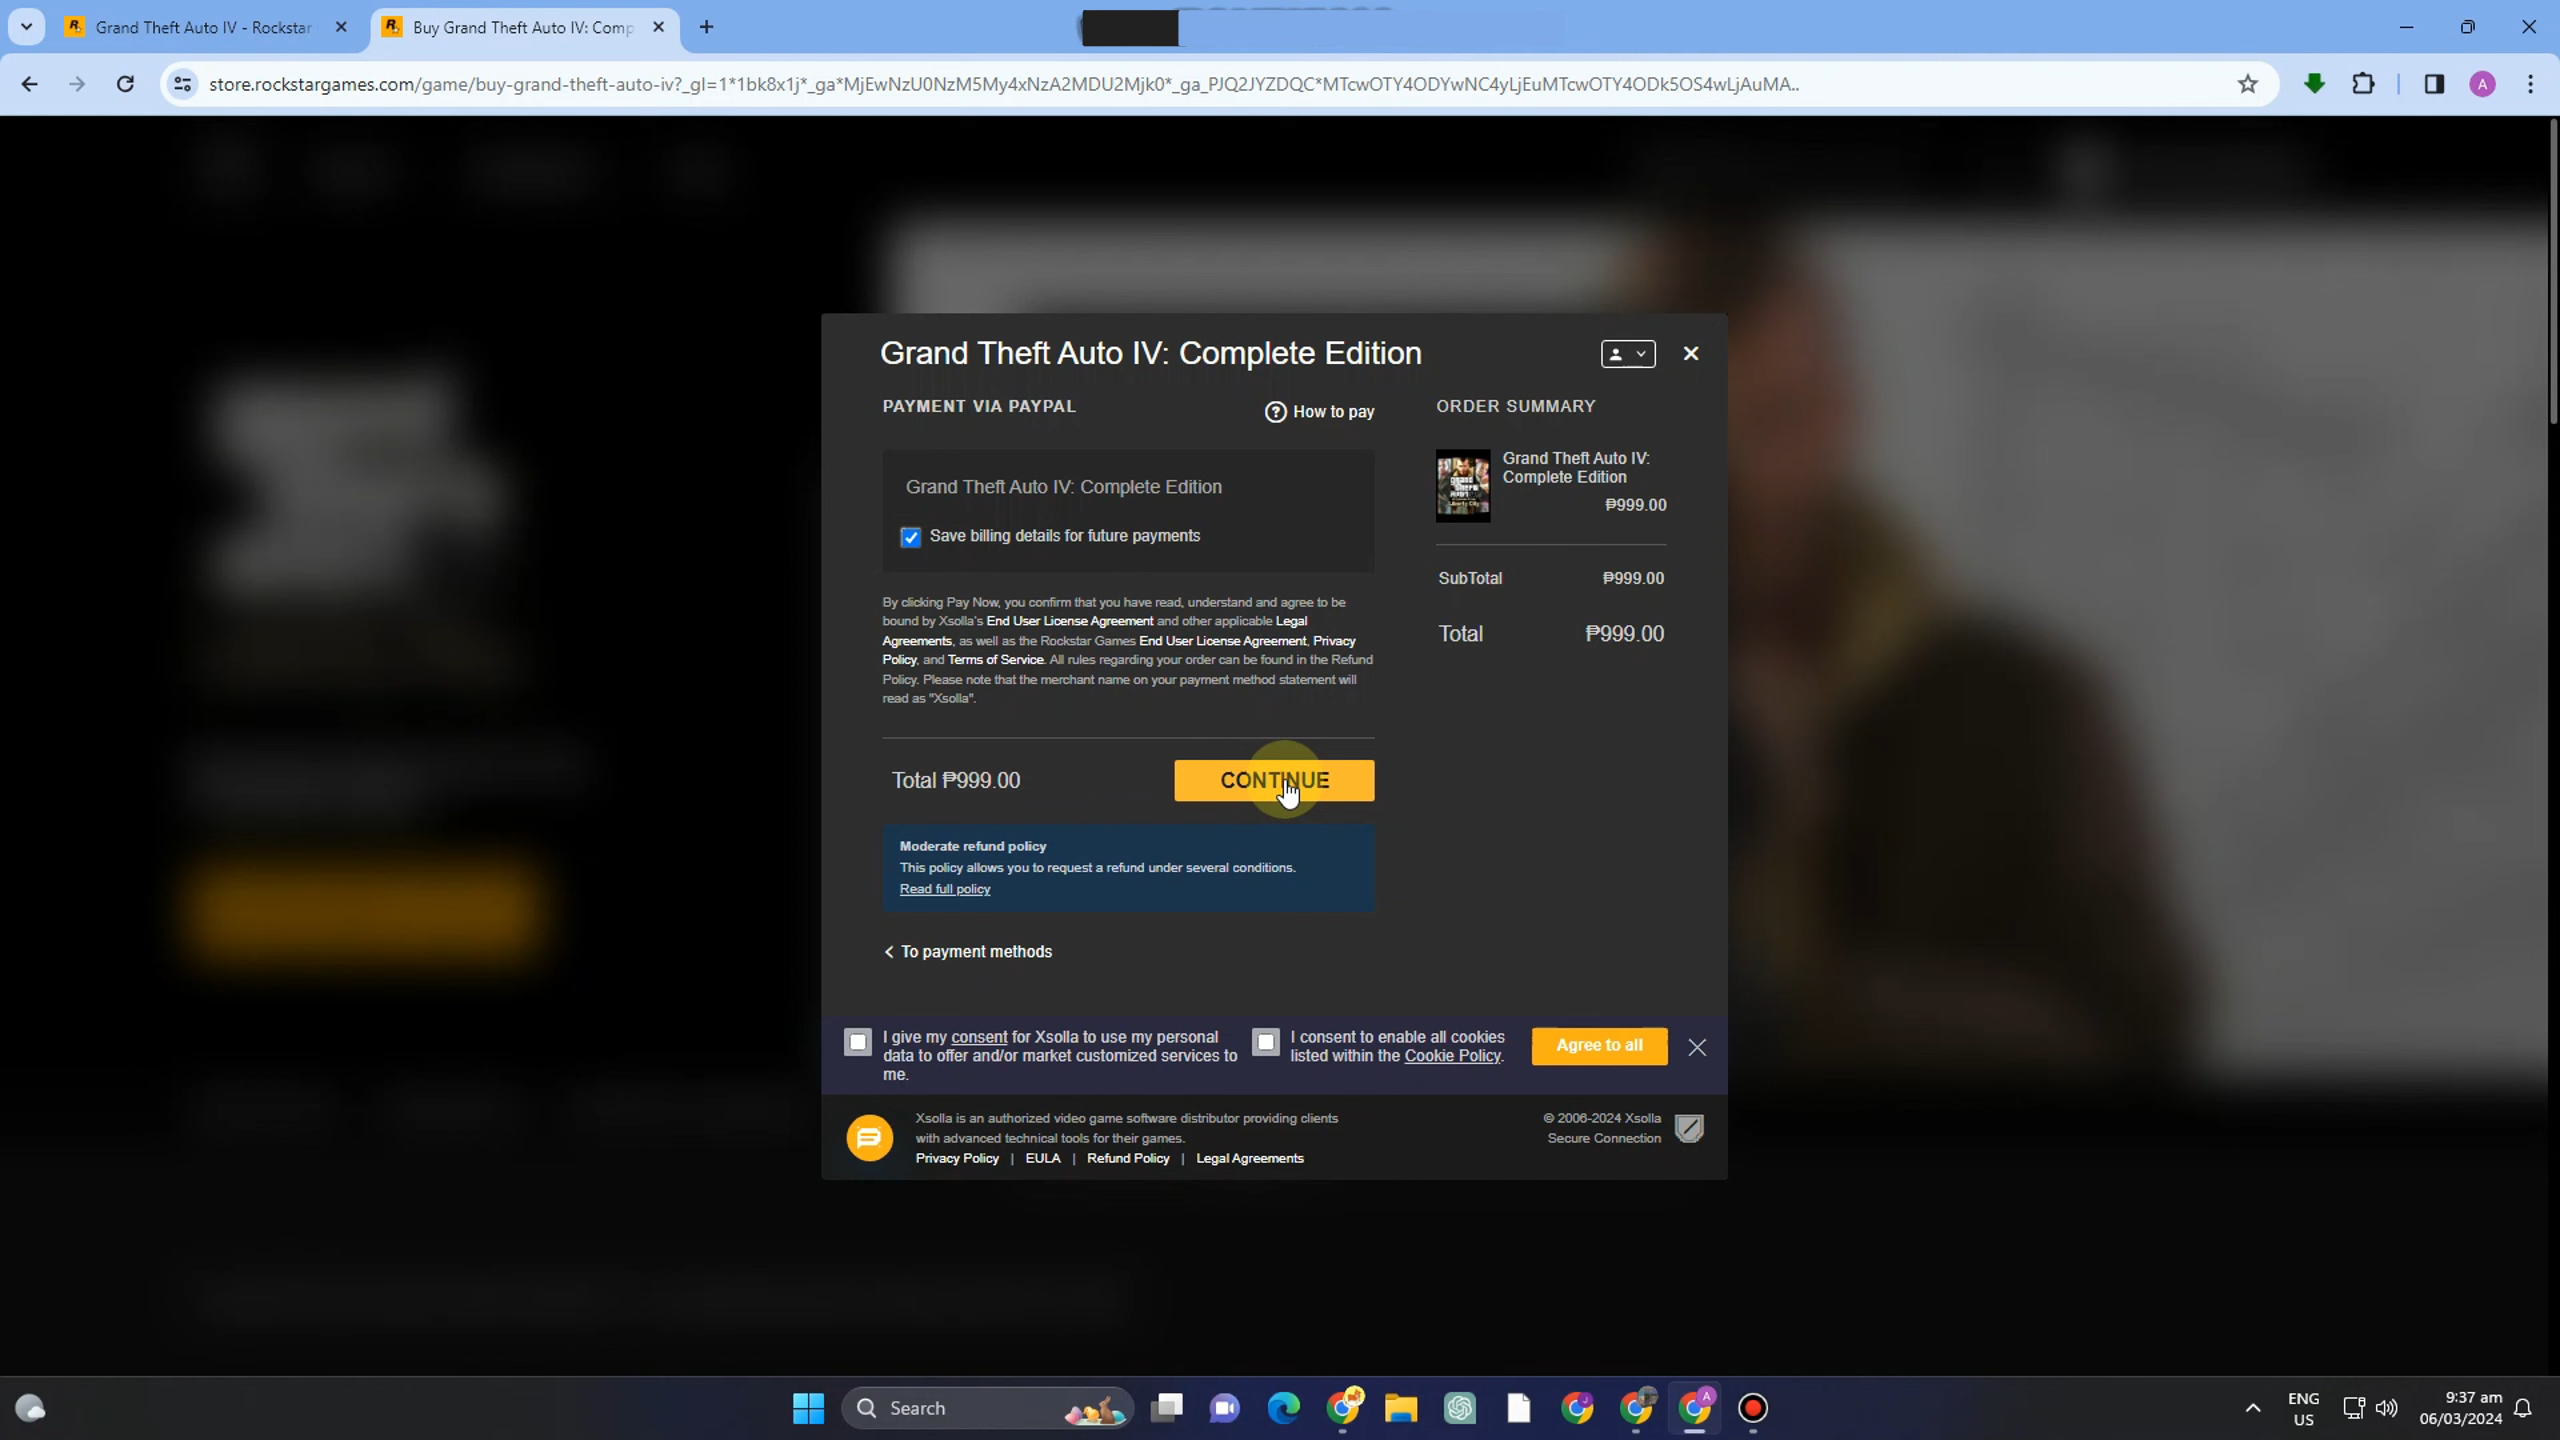 Grand Theft Auto IV - Rockstar
Buy Grand Theft Auto IV: Comp
store.rockstargames.com/game/buy-grand-theft-auto-iv?_gl=1*1bk8x1j*_ga*MjEwNzU0NzM5My4xNzA2MDU2Mjk0*_ga_PJQ2JYZDQC*MTcwOTY4ODYwNC4yLjEuMTcwOTY4ODk5OS4wLjAuMA..
A
Grand Theft Auto IV: Complete Edition
PAYMENT VIA PAYPAL
How to pay
Grand Theft Auto IV: Complete Edition
Save billing details for future payments
By clicking Pay Now, you confirm that you have read, understand and agree to be
bound by Xsolla's End User License Agreement and other applicable Legal
Agreements, as well as the Rockstar Games End User License Agreement, Privacy
Policy, and Terms of Service. All rules regarding your order can be found in the Refund
Policy. Please note that the merchant name on your payment method statement will
read as "Xsolla".
Total ₱999.00
CONTINUE
Moderate refund policy
This policy allows you to request a refund under several conditions.
Read full policy
To payment methods
ORDER SUMMARY
Grand Theft Auto IV:
Complete Edition
₱999.00
SubTotal ₱999.00
Total ₱999.00
I give my consent for Xsolla to use my personal
data to offer and/or market customized services to
me.
I consent to enable all cookies
listed within the Cookie Policy.
Agree to all
Xsolla is an authorized video game software distributor providing clients
with advanced technical tools for their games.
Privacy Policy | EULA | Refund Policy | Legal Agreements
© 2006-2024 Xsolla
Secure Connection
Search
ENG
US
9:37 am
06/03/2024